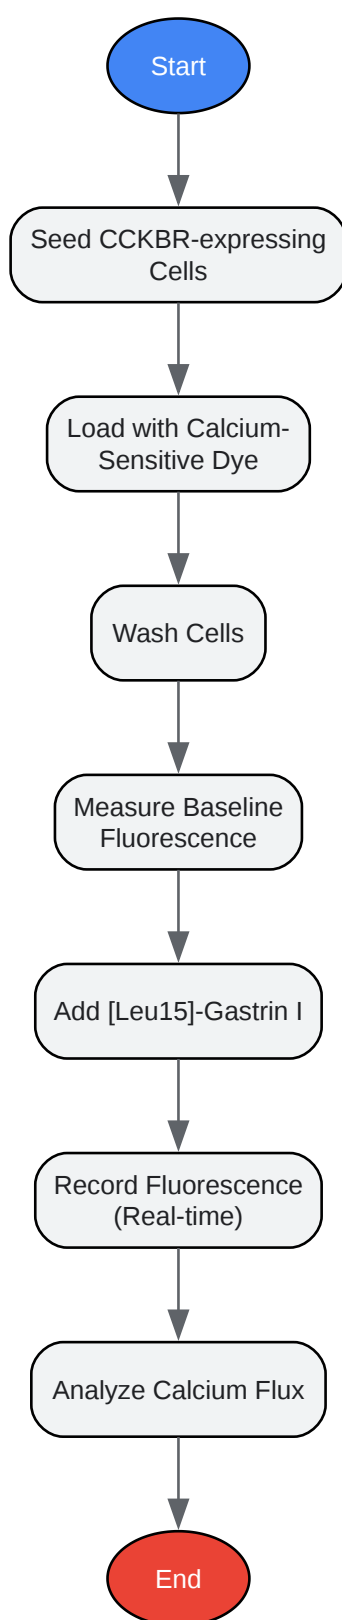 Start
Seed CCKBR-expressing
Cells
Load with Calcium-
Sensitive Dye
Wash Cells
Measure Baseline
Fluorescence
Add [Leu15]-Gastrin I
Record Fluorescence
(Real-time)
Analyze Calcium Flux
End